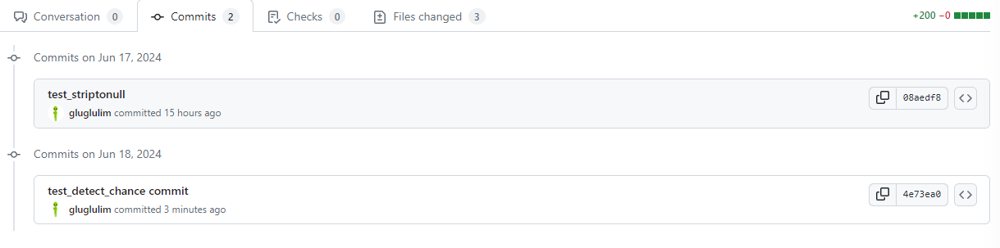 Conversation 0 Commits 2 Checks 0 Files changed 3 +200 −0
Commits on Jun 17, 2024
test_striptonull
08aedf8
gluglulim committed 15 hours ago
Commits on Jun 18, 2024
test_detect_chance commit
4e73ea0
gluglulim committed 3 minutes ago